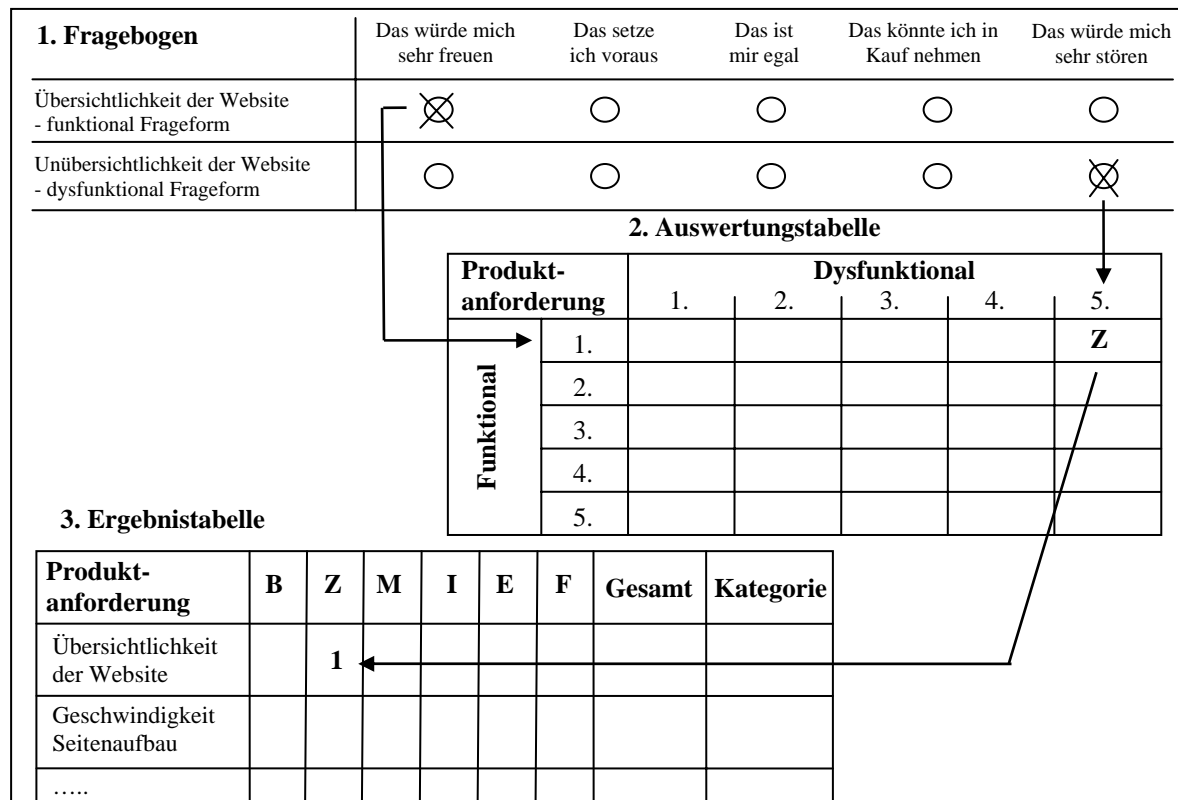 1. Fragebogen
Das würde mich
sehr freuen
Das setze
ich voraus
Das ist
mir egal
Das könnte ich in
Kauf nehmen
Das würde mich
sehr stören
Übersichtlichkeit der Website
- funktional Frageform
Unübersichtlichkeit der Website
- dysfunktional Frageform
2. Auswertungstabelle
Produkt-
anforderung
Dysfunktional
1. 2. 3. 4. 5.
Funktional
1. Z
2.
3.
4.
5.
3. Ergebnistabelle
Produkt-
anforderung
B Z M I E F Gesamt Kategorie
Übersichtlichkeit
der Website
1
Geschwindigkeit
Seitenaufbau
…..